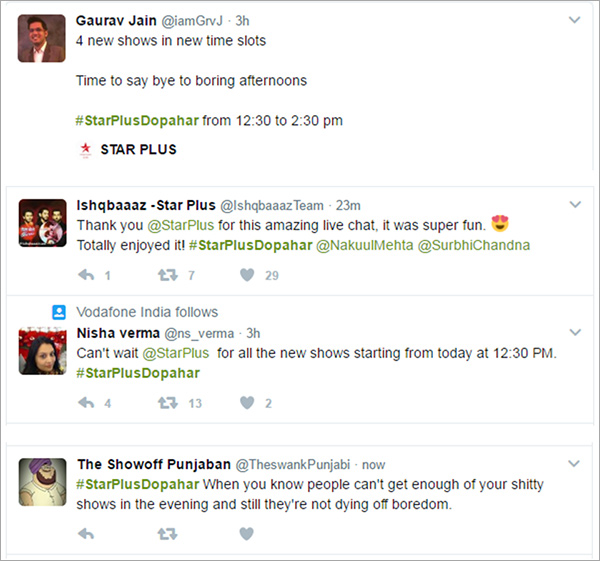 Gaurav Jain @iamGrvJ · 3h
4 new shows in new time slots
Time to say bye to boring afternoons
#StarPlusDopahar from 12:30 to 2:30 pm
STAR PLUS
Ishqbaaaz -Star Plus @IshqbaaazTeam · 23m
Thank you @StarPlus for this amazing live chat, it was super fun. 😍
Totally enjoyed it! #StarPlusDopahar @NakuulMehta @SurbhiChandna
1 7 29
Vodafone India follows
Nisha verma @ns_verma · 3h
Can't wait @StarPlus for all the new shows starting from today at 12:30 PM.
#StarPlusDopahar
4 13 2
The Showoff Punjaban @TheswankPunjabi · now
#StarPlusDopahar When you know people can't get enough of your shitty
shows in the evening and still they're not dying off boredom.